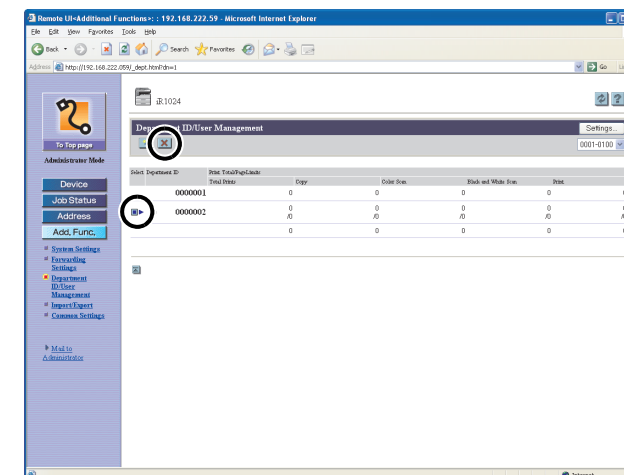 Remote UI<Additional Functions>: : 192.168.222.59 - Microsoft Internet Explorer
File Edit View Favorites Tools Help
Back Search Favorites
Address http://192.168.222.059/_dept.html?dn=1 Go
iR1024
To Top page
Administrator Mode
Device
Job Status
Address
Add. Func.
System Settings
Forwarding
Settings
Department
ID/User
Management
Import/Export
Common Settings
Mail to
Administrator
Department ID/User Management Settings...
0001-0100
Select Department ID Print Total/PageLimits
Total Prints Copy Color Scan Black and White Scan Print
0000001 0 0 0 0 0
0000002 0 0 0 0
/0 /0 /0 /0
0 0 0 0
Internet